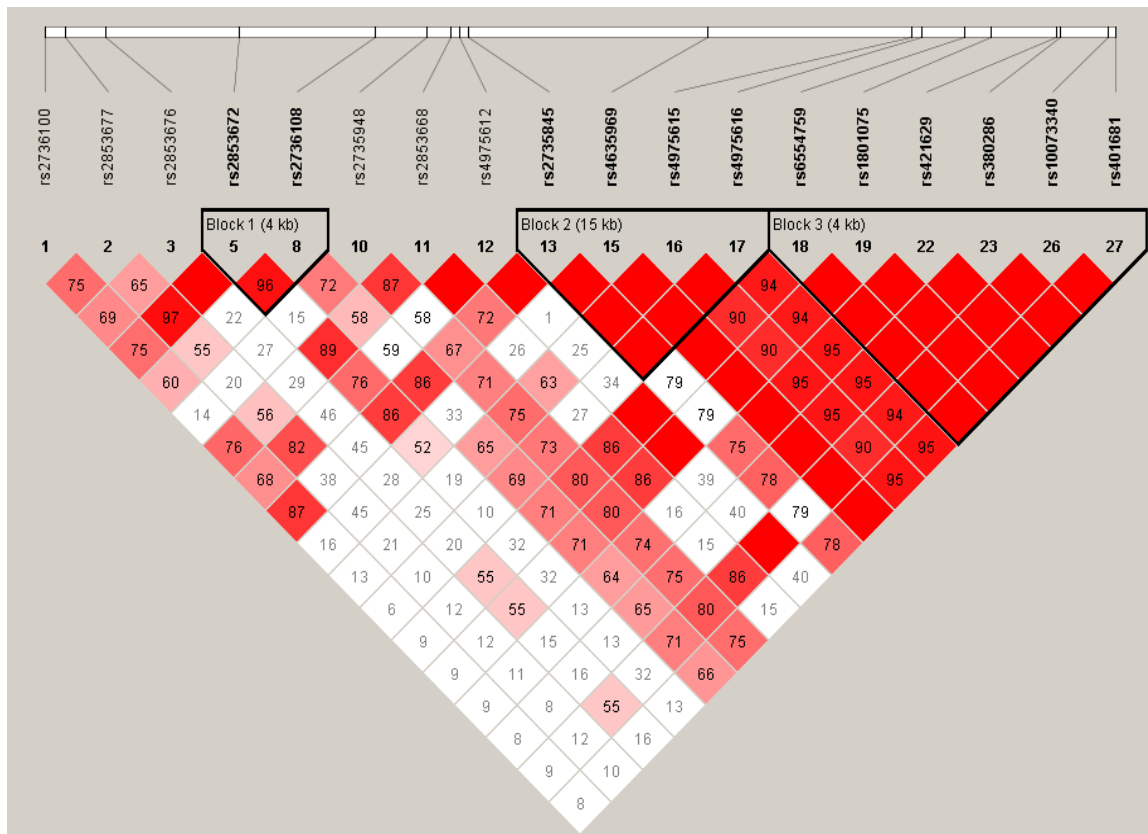 rs2736100
rs2853677
rs2853676
rs2853672
rs2736108
rs2735948
rs2853668
rs4975612
rs2735845
rs4635969
rs4975615
rs4975616
rs6554759
rs1801075
rs421629
rs380286
rs10073340
rs401681
Block 1 (4 kb) Block 2 (15 kb) Block 3 (4 kb)
1 2 3 5 8 10 11 12 13 15 16 17 18 19 22 23 26 27
75 65 96 72 87 94
69 97 22 15 58 58 72 1 90 94
75 55 27 89 59 67 26 25 90 95
60 20 29 76 86 71 63 34 79 95 95
14 56 46 86 33 75 27 79 95 94
76 82 45 52 65 73 86 75 90 95
68 38 28 19 69 80 86 39 78 95
87 45 25 10 71 80 16 40 79
16 21 20 32 71 74 15 78
13 10 55 32 64 75 86 40
6 12 55 13 65 80 15
9 12 15 13 71 75
9 11 16 32 66
9 8 55 13
8 12 16
9 10
8